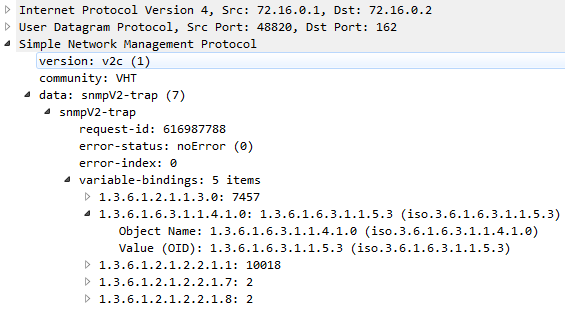 Internet Protocol Version 4, Src: 72.16.0.1, Dst: 72.16.0.2
User Datagram Protocol, Src Port: 48820, Dst Port: 162
Simple Network Management Protocol
version: v2c (1)
community: VHT
data: snmpV2-trap (7)
snmpV2-trap
request-id: 616987788
error-status: noError (0)
error-index: 0
variable-bindings: 5 items
1.3.6.1.2.1.1.3.0: 7457
1.3.6.1.6.3.1.1.4.1.0: 1.3.6.1.6.3.1.1.5.3 (iso.3.6.1.6.3.1.1.5.3)
Object Name: 1.3.6.1.6.3.1.1.4.1.0 (iso.3.6.1.6.3.1.1.4.1.0)
Value (OID): 1.3.6.1.6.3.1.1.5.3 (iso.3.6.1.6.3.1.1.5.3)
1.3.6.1.2.1.2.2.1.1: 10018
1.3.6.1.2.1.2.2.1.7: 2
1.3.6.1.2.1.2.2.1.8: 2